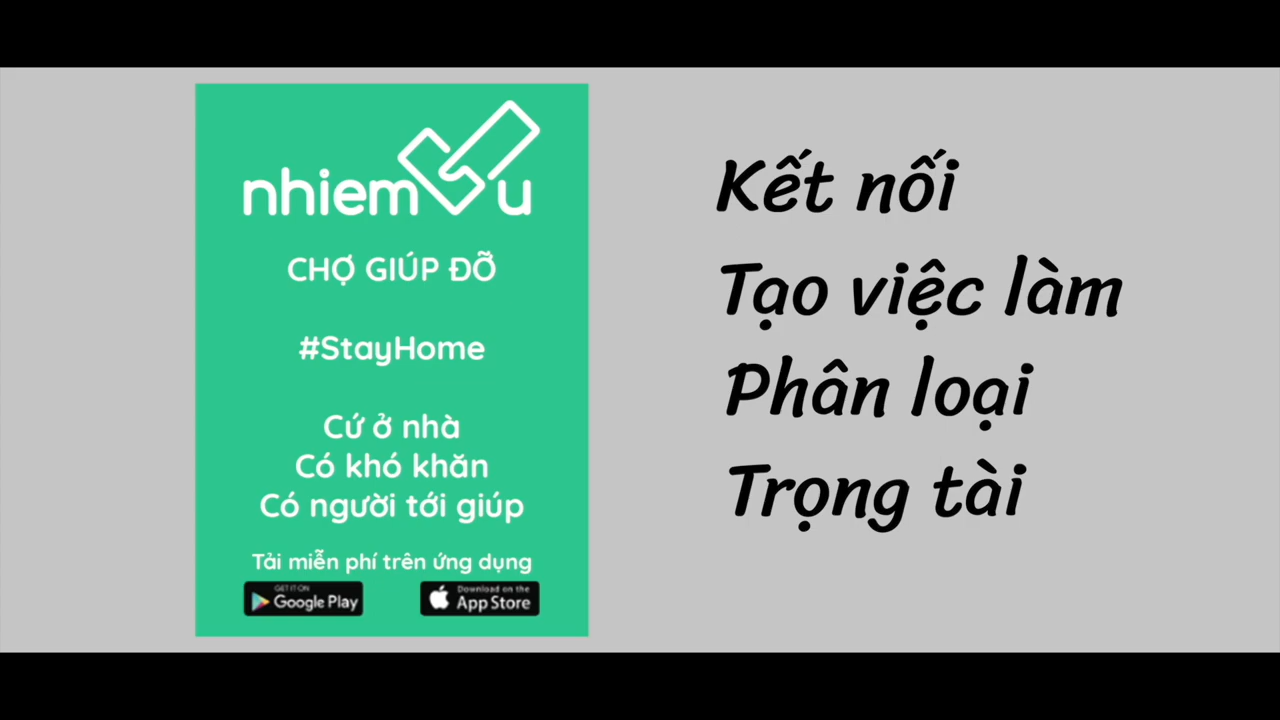 nhiemvu
CHỢ GIÚP ĐỠ
#StayHome
Cứ ở nhà
Có khó khăn
Có người tới giúp
Tải miễn phí trên ứng dụng
GET IT ON
Google Play
Download on the
App Store
Kết nối
Tạo việc làm
Phân loại
Trọng tài